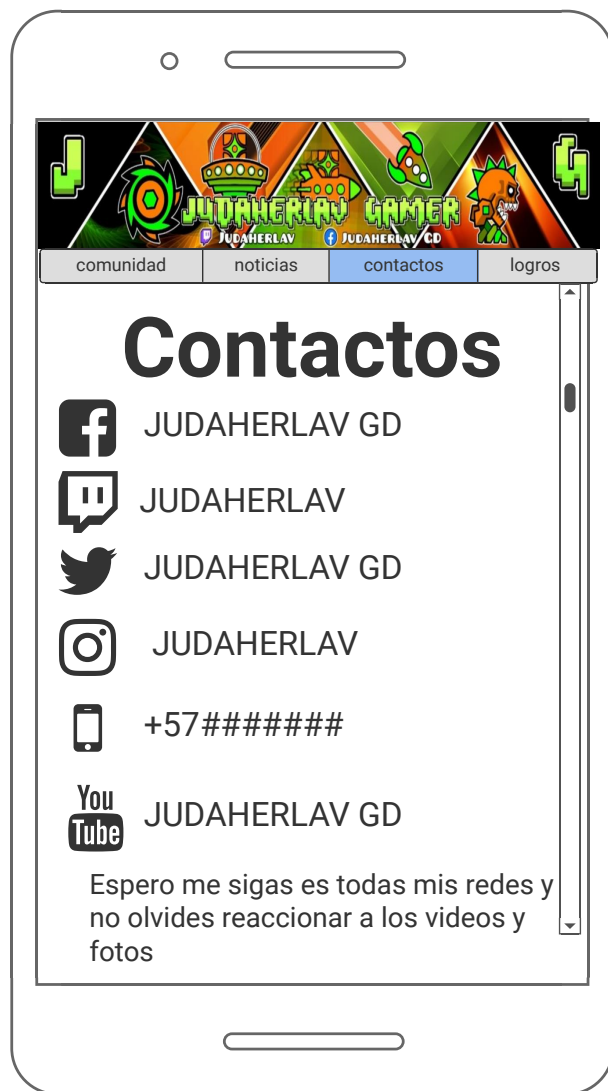 J
G
JUDAHERLAV GAMER
JUDAHERLAV JUDAHERLAV GD
comunidad noticias contactos logros
Contactos
JUDAHERLAV GD
JUDAHERLAV
JUDAHERLAV GD
JUDAHERLAV
+57#######
You
Tube
JUDAHERLAV GD
Espero me sigas es todas mis redes y
no olvides reaccionar a los videos y
fotos